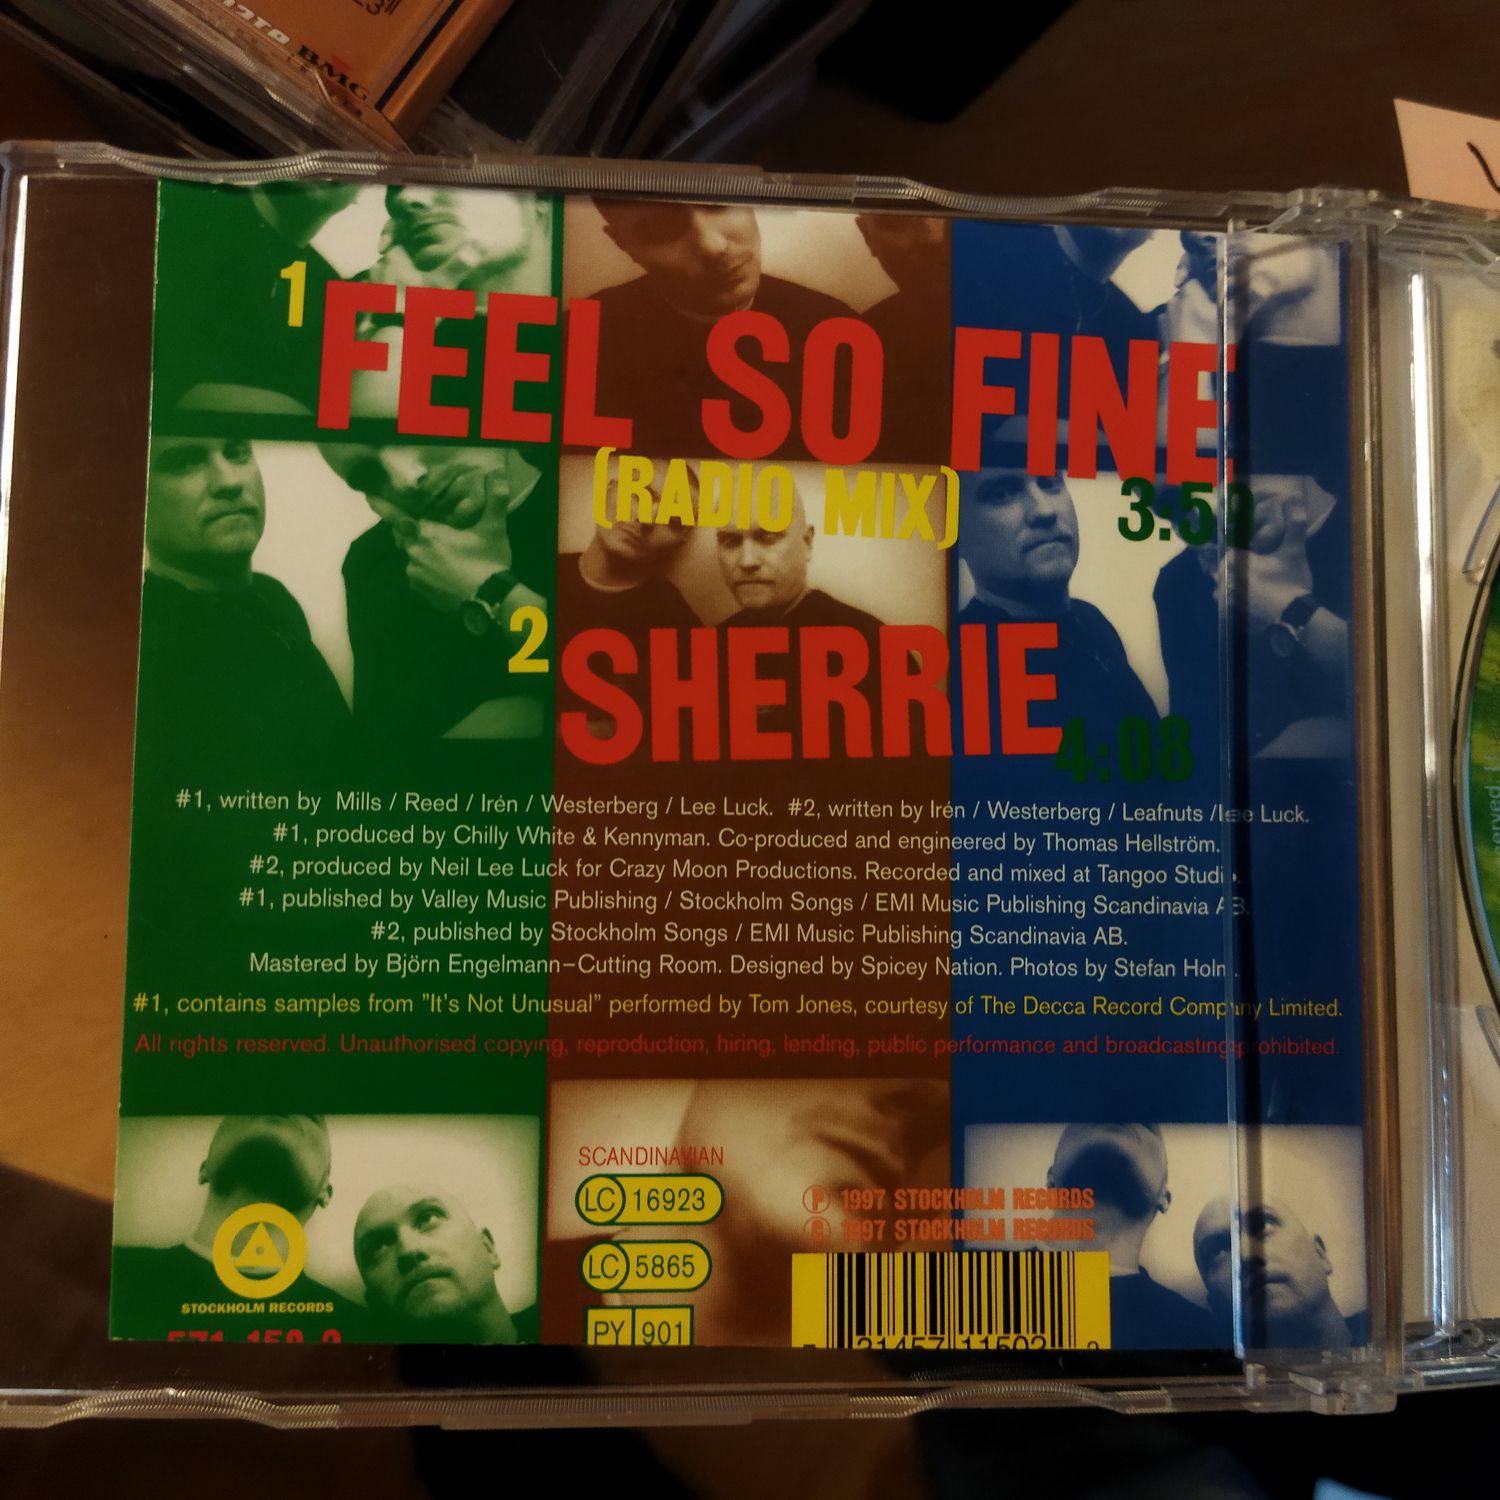 BMG
1
FEEL SO FINE
(RADIO MIX)
3:59
2
SHERRIE
4:08
#1, written by Mills / Reed / Irén / Westerberg / Lee Luck. #2, written by Irén / Westerberg / Leafnuts /Lee Luck.
#1, produced by Chilly White & Kennyman. Co-produced and engineered by Thomas Hellström.
#2, produced by Neil Lee Luck for Crazy Moon Productions. Recorded and mixed at Tangoo Studio.
#1, published by Valley Music Publishing / Stockholm Songs / EMI Music Publishing Scandinavia AB.
#2, published by Stockholm Songs / EMI Music Publishing Scandinavia AB.
Mastered by Björn Engelmann–Cutting Room. Designed by Spicey Nation. Photos by Stefan
#1, contains samples from "It's Not Unusual" performed by Tom Jones, courtesy of The Decca Record Company Limited.
All rights reserved. Unauthorised copying, reproduction, hiring, lending, public performance and broadcasting prohibited.
SCANDINAVIAN
LC 16923
LC 5865
PY 901
℗ 1997 STOCKHOLM RECORDS
© 1997 STOCKHOLM RECORDS
STOCKHOLM RECORDS